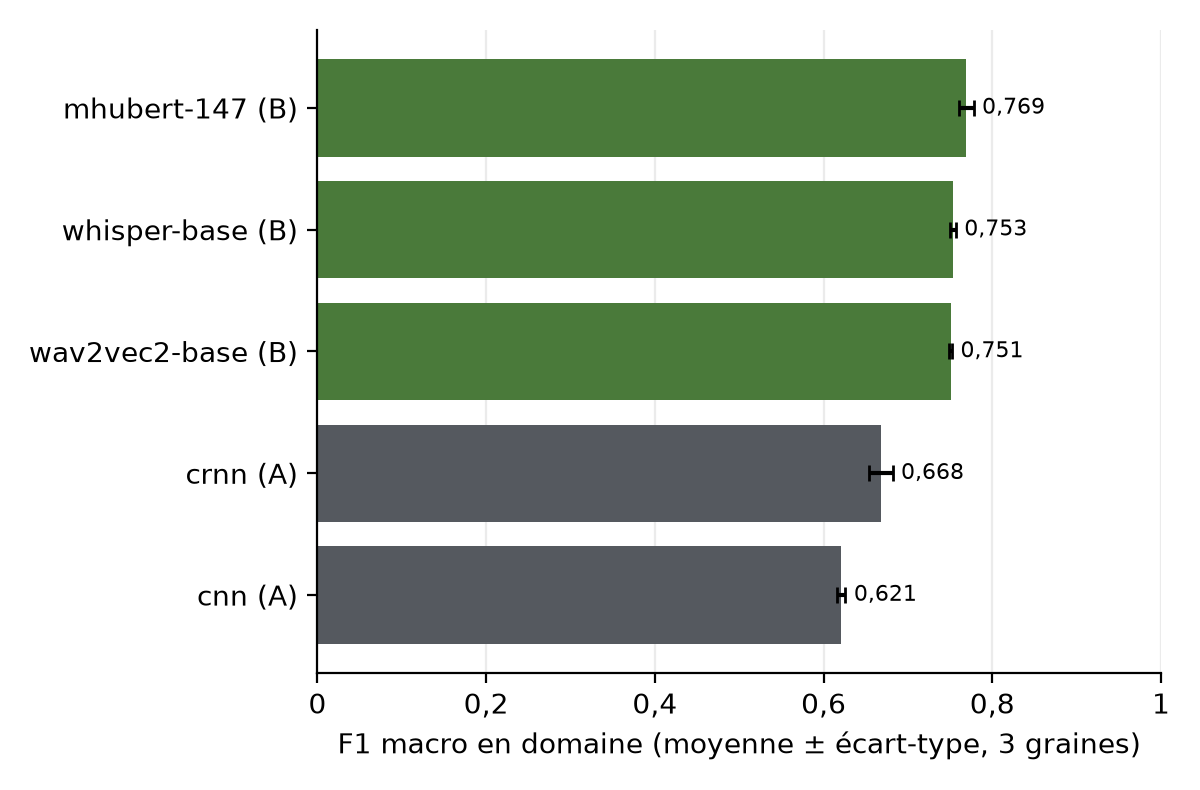 mhubert-147 (B)
0,769
whisper-base (B)
0,753
wav2vec2-base (B)
0,751
crnn (A)
0,668
cnn (A)
0,621
0 0,2 0,4 0,6 0,8 1
F1 macro en domaine (moyenne ± écart-type, 3 graines)